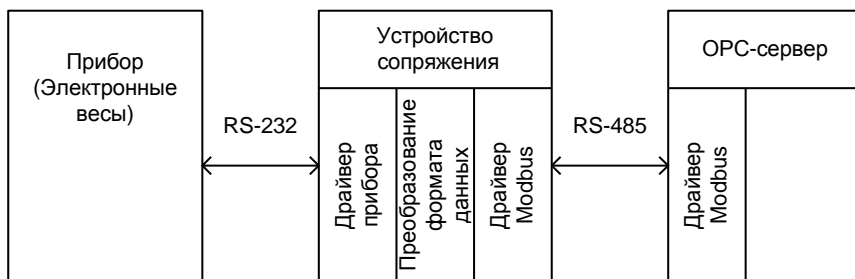 Прибор
(Электронные
весы)
RS-232
Устройство
сопряжения
Драйвер
прибора
Преобразование
формата
данных
Драйвер
Modbus
RS-485
OPC-сервер
Драйвер
Modbus